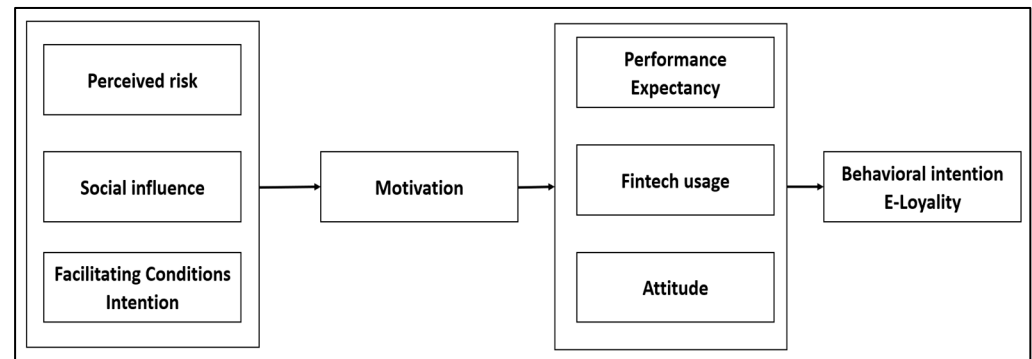 Perceived risk
Social influence
Facilitating Conditions
Intention
Motivation
Performance
Expectancy
Fintech usage
Attitude
Behavioral intention
E-Loyality